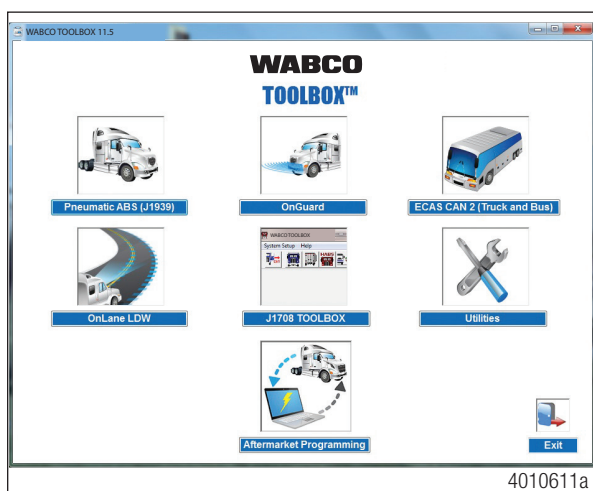 WABCO TOOLBOX 11.5
WABCO
TOOLBOX™
Pneumatic ABS (J1939)
OnGuard
ECAS CAN 2 (Truck and Bus)
WABCO TOOLBOX
System Setup Help
HABS
OnLane LDW
J1708 TOOLBOX
Utilities
Aftermarket Programming
Exit
4010611a